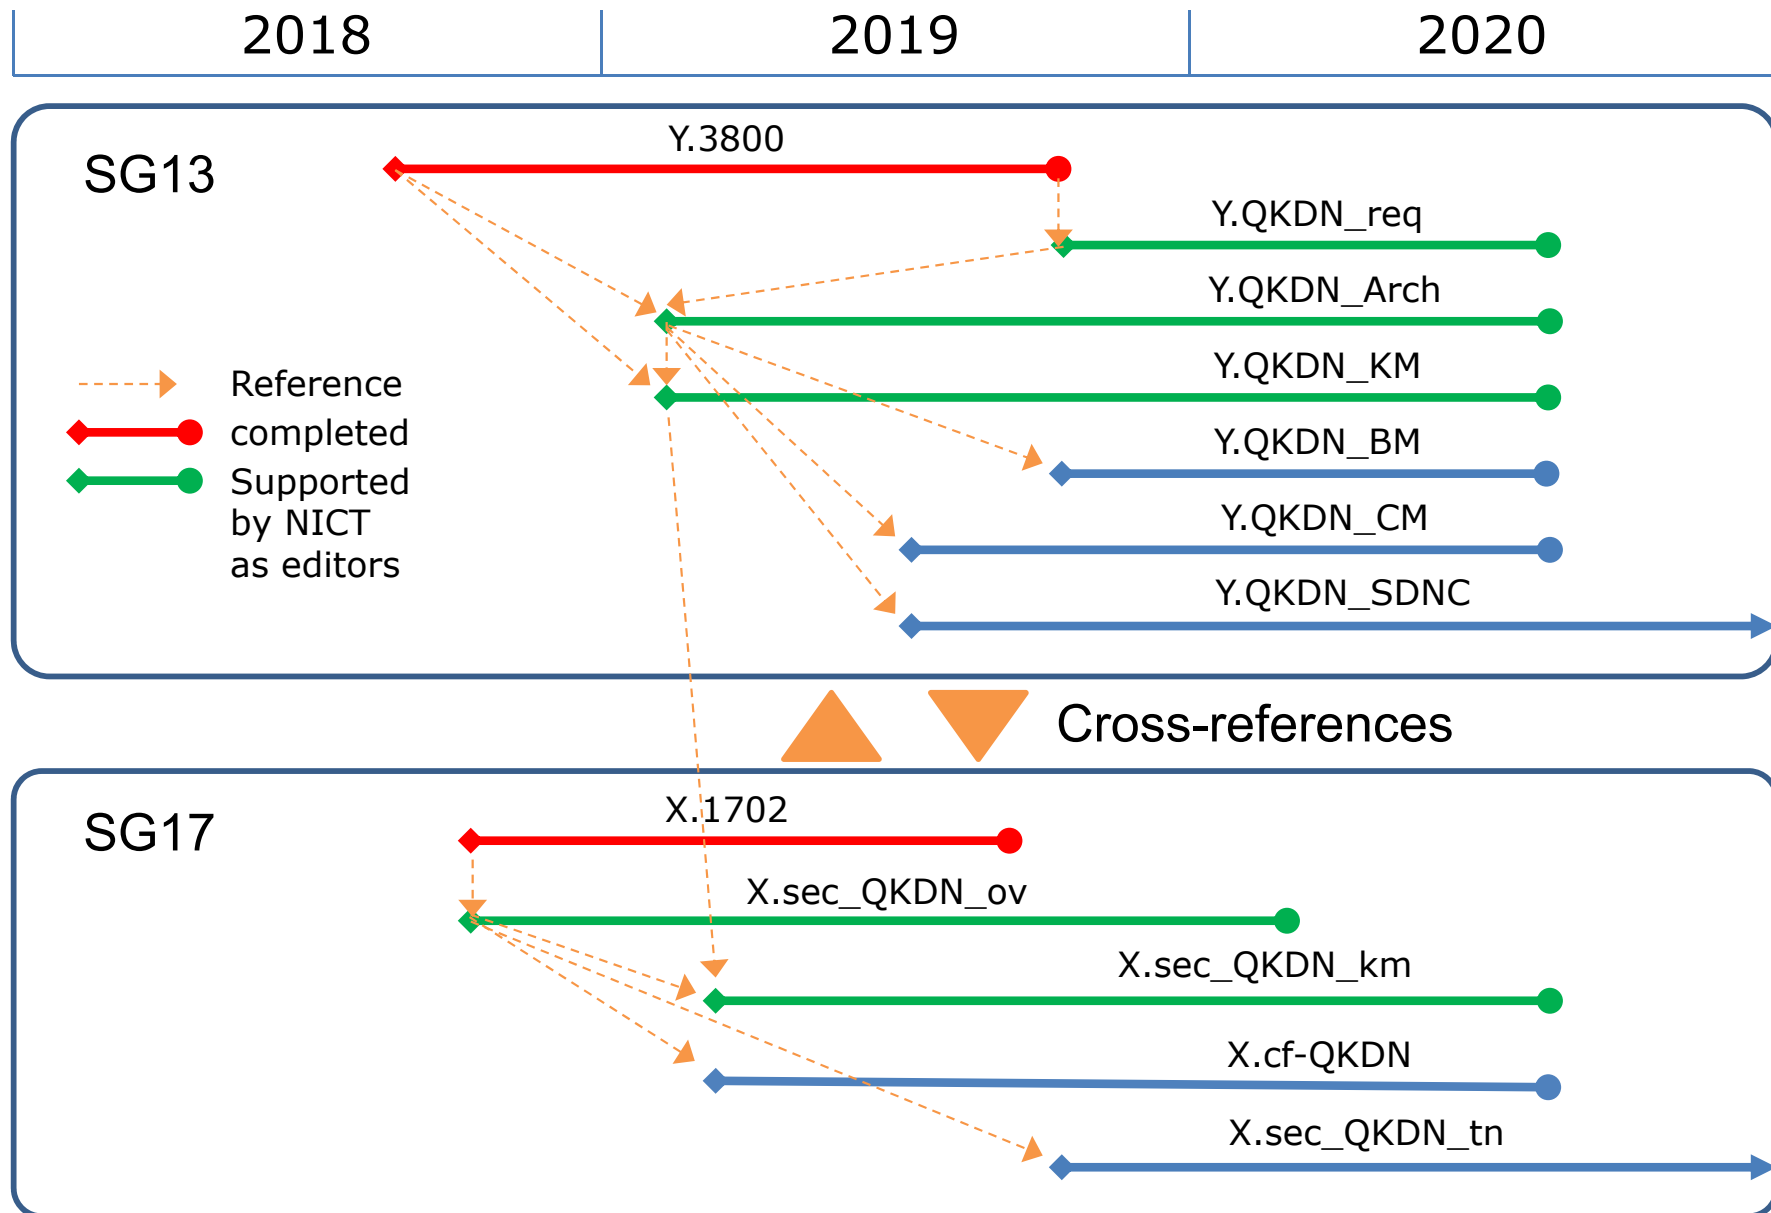 2018
2019
2020
SG13
Y.3800
Y.QKDN_req
Y.QKDN_Arch
Y.QKDN_KM
Y.QKDN_BM
Y.QKDN_CM
Y.QKDN_SDNC
Reference
completed
Supported
by NICT
as editors
Cross-references
SG17
X.1702
X.sec_QKDN_ov
X.sec_QKDN_km
X.cf-QKDN
X.sec_QKDN_tn